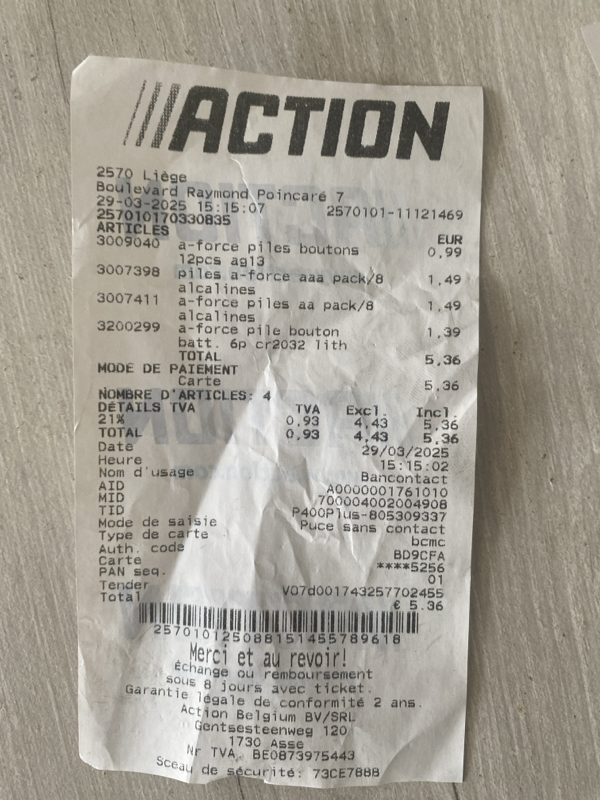 ACTION
2570 Liège
Boulevard Raymond Poincaré 7
29-03-2025 15:15:07 2570101-11121469
257010170330835
ARTICLES EUR
3009040 a-force piles boutons 0,99
12pcs ag13
3007398 piles a-force aaa pack/8 1,49
alcalines
3007411 a-force piles aa pack/8 1,49
alcalines
3200299 a-force pile bouton 1,39
batt. 6p cr2032 lith
TOTAL 5,36
MODE DE PAIEMENT
Carte 5,36
NOMBRE D'ARTICLES: 4
DÉTAILS TVA TVA Excl. Incl.
21% 0,93 4,43 5,36
TOTAL 0,93 4,43 5,36
Date 29/03/2025
Heure 15:15:02
Nom d'usage Bancontact
AID A0000001761010
MID 700004002004908
TID P400Plus-805309337
Mode de saisie Puce sans contact
Type de carte bcmc
Auth. code BD9CFA
Carte ****5256
PAN seq. 01
Tender V07d001743257702455
Total € 5.36
2570101250881514557896 18
Merci et au revoir!
Échange ou remboursement
sous 8 jours avec ticket.
Garantie légale de conformité 2 ans.
Action Belgium BV/SRL
Gentsesteenweg 120
1730 Asse
Nr TVA. BE0873975443
Sceau de sécurité: 73CE7888